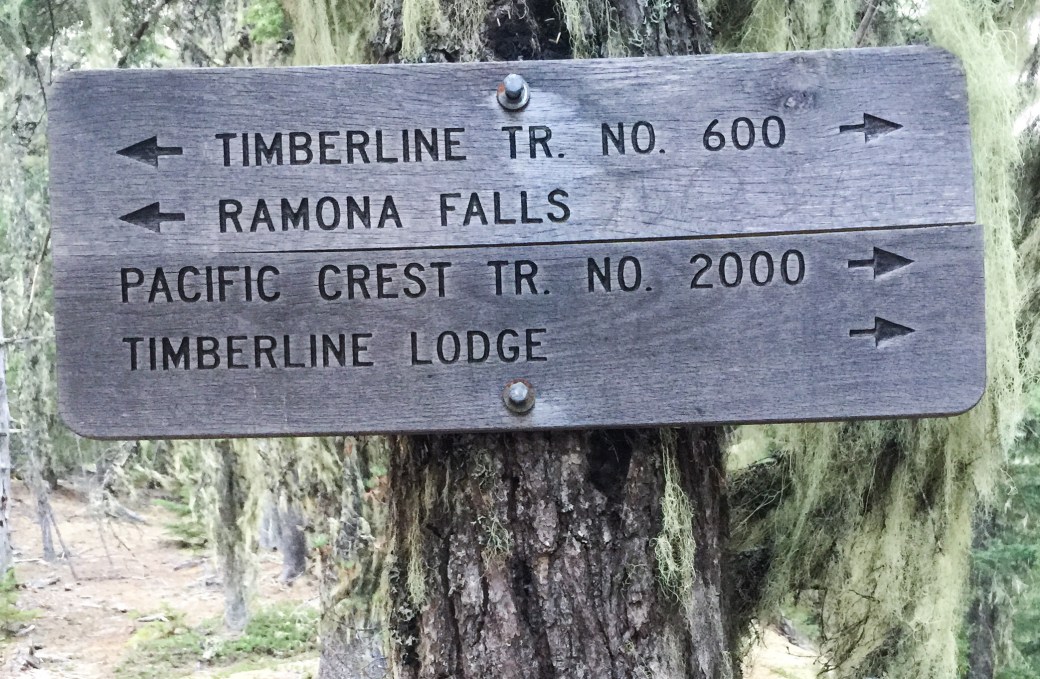 TIMBERLINE TR. NO. 600
RAMONA FALLS
PACIFIC CREST TR. NO. 2000
TIMBERLINE LODGE